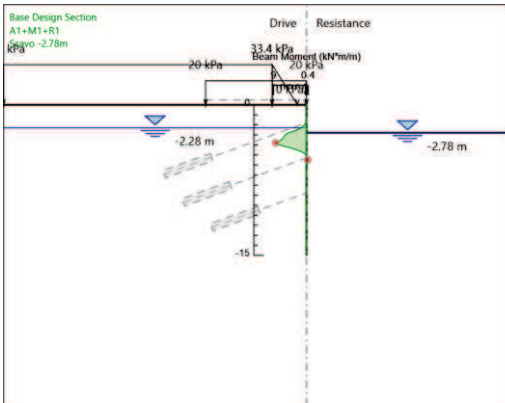 Base Design Section
A1+M1+R1
Scavo -2.78m
Drive
Resistance
kPa
33.4 kPa
Beam Moment (kN*m/m)
20 kPa
20 kPa
9
0.4
0
-2.28 m
-2.78 m
-15